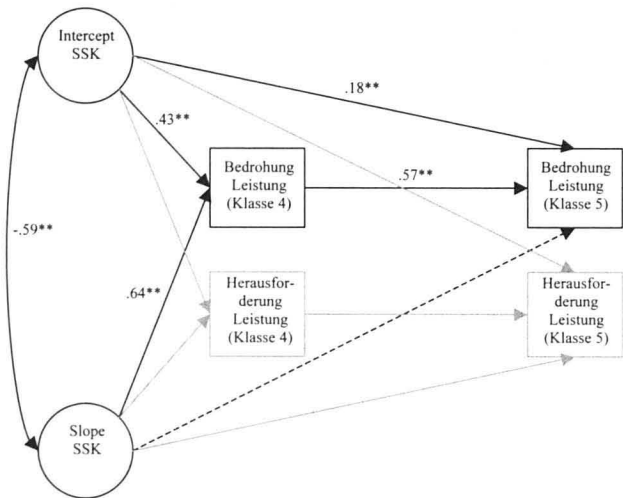 Intercept
SSK
.18**
.43**
Bedrohung
Leistung
(Klasse 4)
.57**
Bedrohung
Leistung
(Klasse 5)
-.59**
.64**
Herausfor-
derung
Leistung
(Klasse 4)
Herausfor-
derung
Leistung
(Klasse 5)
Slope
SSK